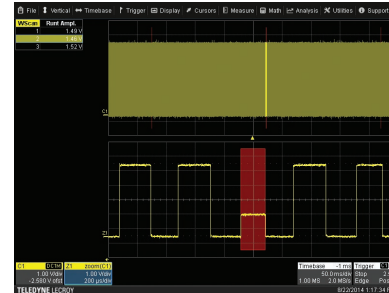 File Vertical Timebase Trigger Display Cursors Measure Math Analysis Utilities Support
WScan Runt Ampl.
1 1.49 V
2 1.46 V
3 1.52 V
C1
Z1
C1 DC1M
1.00 V/div
-2.580 V ofst
Z1 zoom(C1)
1.00 V/div
200 µs/div
Timebase -1 ms
50.0 ms/div
1.00 MS 2.0 MS/s
Trigger C1
Stop
Edge
TELEDYNE LECROY
8/22/2014 1:17:34